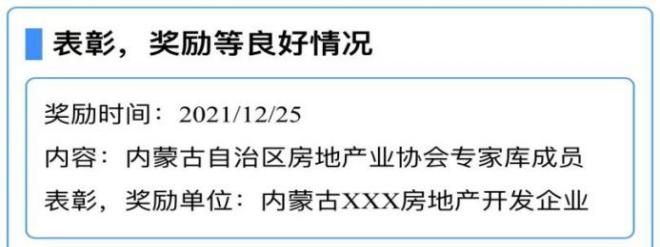 表彰，奖励等良好情况
奖励时间：2021/12/25
内容：内蒙古自治区房地产业协会专家库成员
表彰，奖励单位：内蒙古XXX房地产开发企业